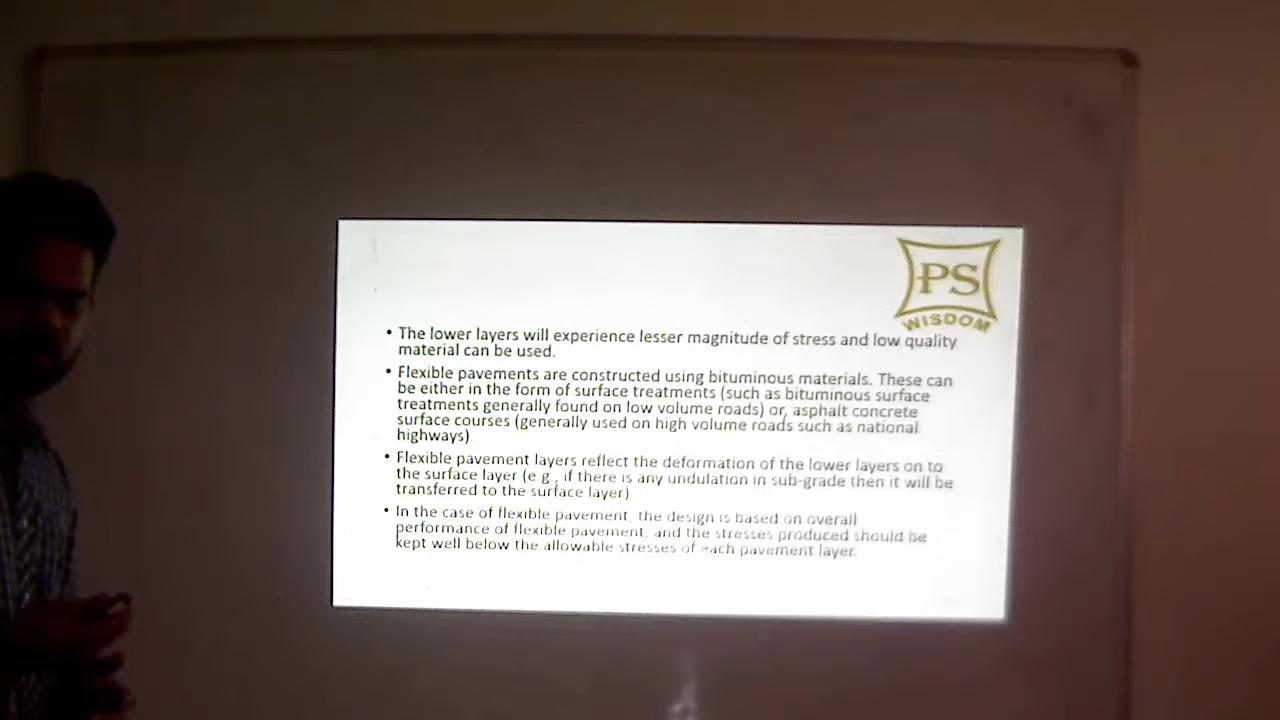 PS
WISDOM
• The lower layers will experience lesser magnitude of stress and low quality
material can be used.
• Flexible pavements are constructed using bituminous materials. These can
be either in the form of surface treatments (such as bituminous surface
treatments generally found on low volume roads) or, asphalt concrete
surface courses (generally used on high volume roads such as national
highways).
• Flexible pavement layers reflect the deformation of the lower layers on to
the surface layer (e.g., if there is any undulation in sub-grade then it will be
transferred to the surface layer)
• In the case of flexible pavement, the design is based on overall
performance of flexible pavement, and the stresses produced should be
kept well below the allowable stresses of each pavement layer.